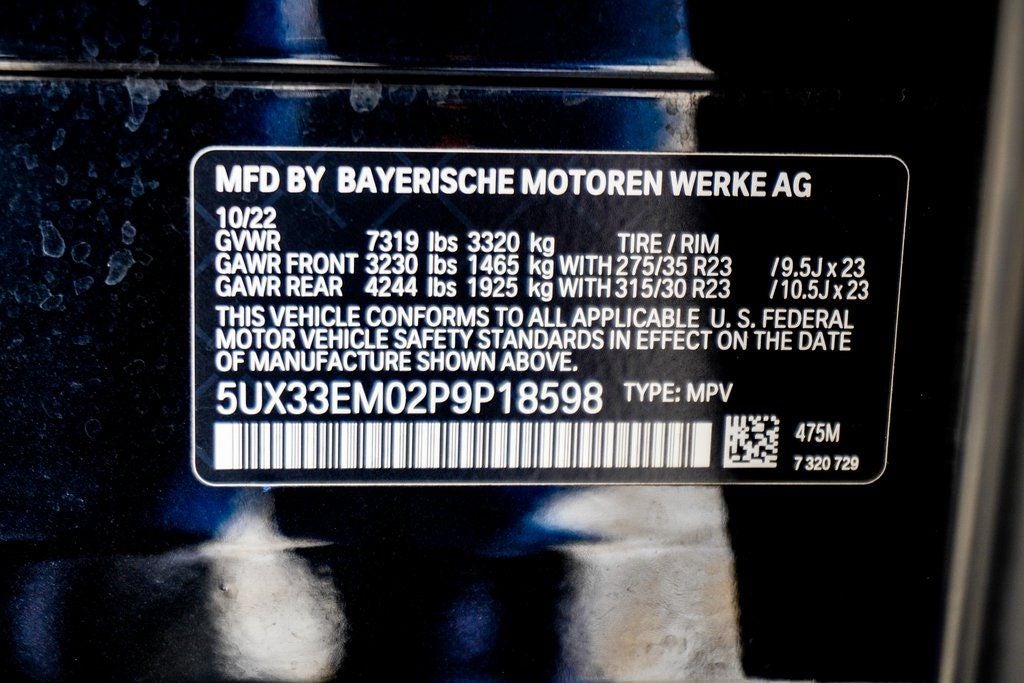 MFD BY BAYERISCHE MOTOREN WERKE AG
10/22
GVWR 7319 lbs 3320 kg TIRE / RIM
GAWR FRONT 3230 lbs 1465 kg WITH 275/35 R23 /9.5J x 23
GAWR REAR 4244 lbs 1925 kg WITH 315/30 R23 /10.5J x 23
THIS VEHICLE CONFORMS TO ALL APPLICABLE U. S. FEDERAL
MOTOR VEHICLE SAFETY STANDARDS IN EFFECT ON THE DATE
OF MANUFACTURE SHOWN ABOVE.
5UX33EM02P9P18598 TYPE: MPV
475M
7 320 729